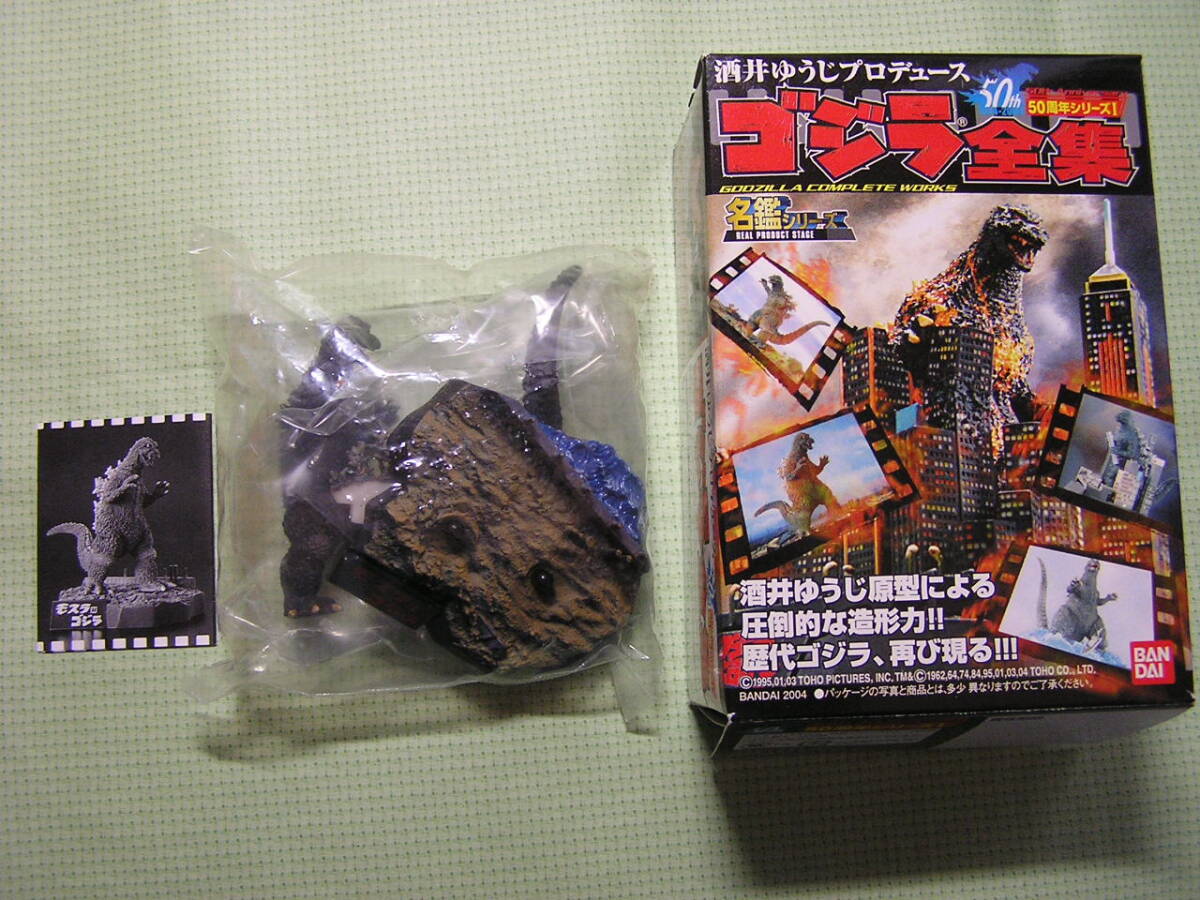 酒井ゆうじプロデュース
50th
50周年シリーズI
ゴジラ®全集
GODZILLA COMPLETE WORKS
名鑑シリーズ
REAL PRODUCT STAGE
モスラ対
ゴジラ
酒井ゆうじ原型による
圧倒的な造形力!!
歴代ゴジラ、再び現る!!!
BAN
DAI
©1995,01,03 TOHO PICTURES, INC. TM&©1962,64,74,84,95,01,03,04 TOHO CO., LTD.
BANDAI 2004 ●パッケージの写真と商品とは、多少異なりますのでご了承ください。